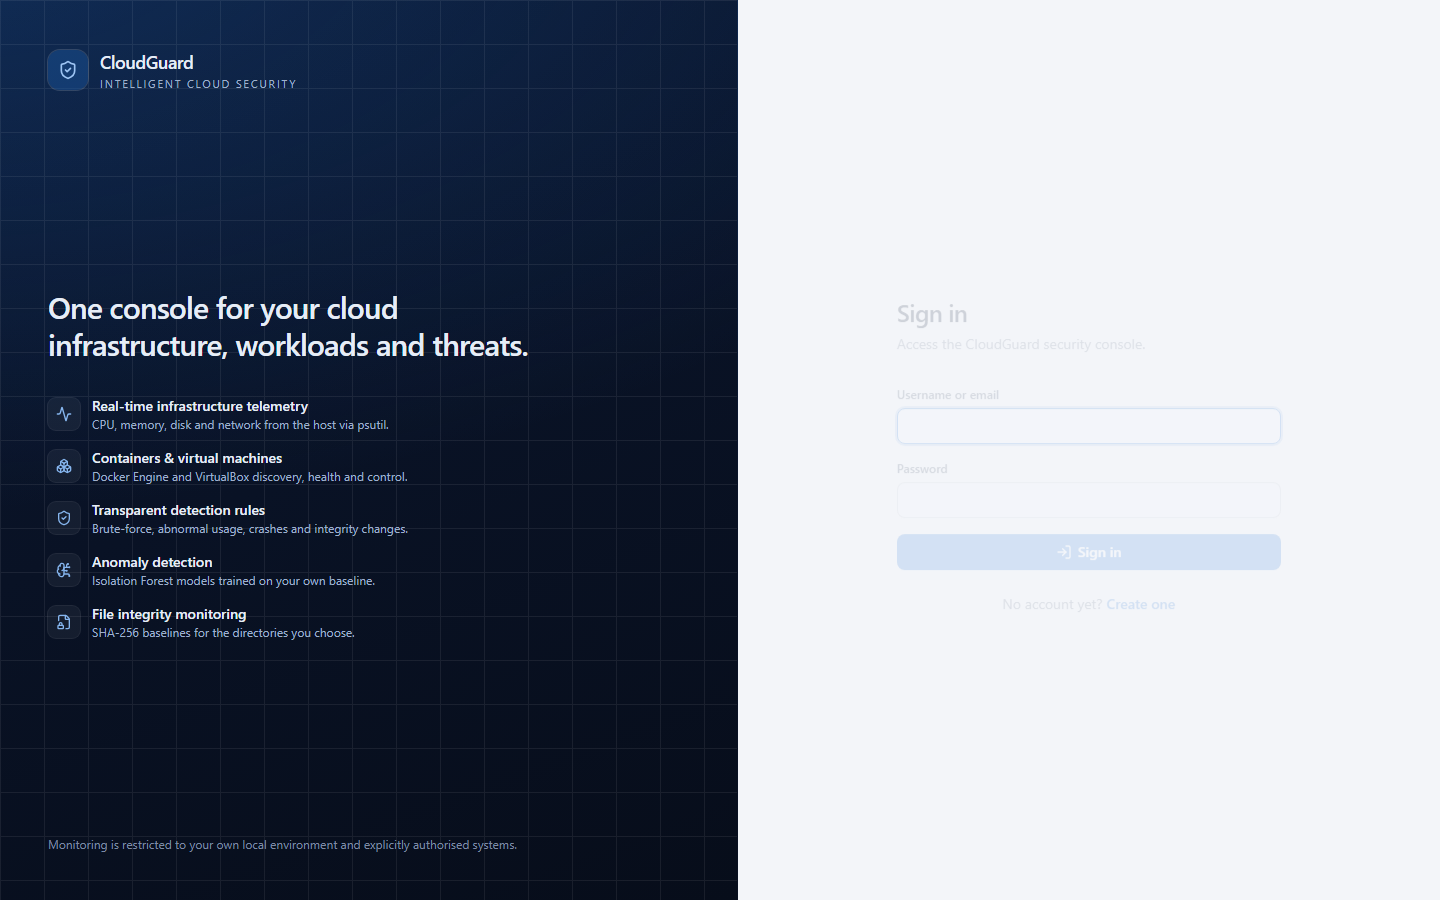 CloudGuard
INTELLIGENT CLOUD SECURITY
One console for your cloud
infrastructure, workloads and threats.
Real-time infrastructure telemetry
CPU, memory, disk and network from the host via psutil.
Containers & virtual machines
Docker Engine and VirtualBox discovery, health and control.
Transparent detection rules
Brute-force, abnormal usage, crashes and integrity changes.
Anomaly detection
Isolation Forest models trained on your own baseline.
File integrity monitoring
SHA-256 baselines for the directories you choose.
Monitoring is restricted to your own local environment and explicitly authorised systems.
Sign in
Access the CloudGuard security console.
Username or email
Password
Sign in
No account yet? Create one